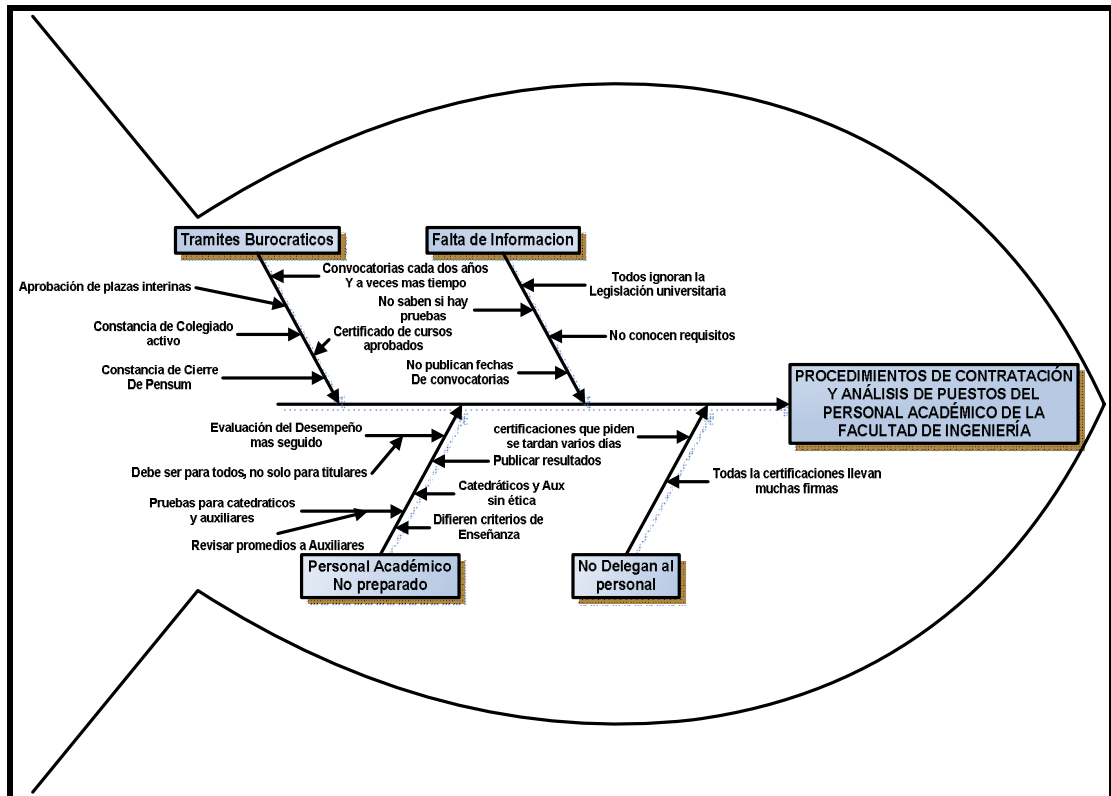 Tramites Burocraticos
Convocatorias cada dos años
Y a veces mas tiempo
Aprobación de plazas interinas
Constancia de Colegiado
activo
Certificado de cursos
aprobados
Constancia de Cierre
De Pensum
Falta de Informacion
Todos ignoran la
Legislación universitaria
No saben si hay
pruebas
No conocen requisitos
No publican fechas
De convocatorias
PROCEDIMIENTOS DE CONTRATACIÓN
Y ANÁLISIS DE PUESTOS DEL
PERSONAL ACADÉMICO DE LA
FACULTAD DE INGENIERÍA
Evaluación del Desempeño
mas seguido
Debe ser para todos, no solo para titulares
Publicar resultados
Catedráticos y Aux
sin ética
Pruebas para catedraticos
y auxiliares
Revisar promedios a Auxiliares
Difieren criterios de
Enseñanza
Personal Académico
No preparado
certificaciones que piden
se tardan varios días
Todas la certificaciones llevan
muchas firmas
No Delegan al
personal